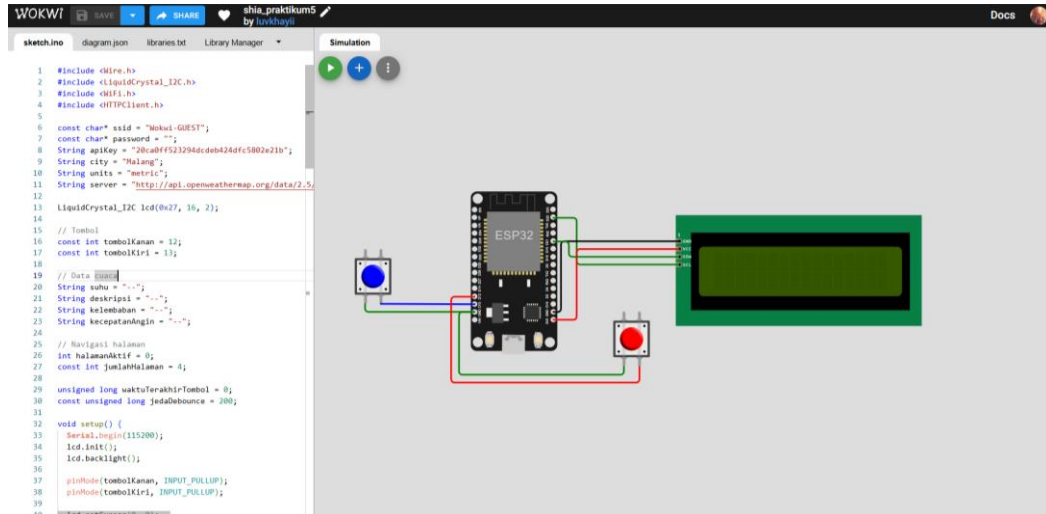 WOKWI SAVE SHARE shia_praktikum5
by luvkhayii
Docs
sketch.ino diagram.json libraries.txt Library Manager
Simulation
1 #include <Wire.h>
2 #include <LiquidCrystal_I2C.h>
3 #include <WiFi.h>
4 #include <HTTPClient.h>
5
6 const char* ssid = "Wokwi-GUEST";
7 const char* password = "";
8 String apiKey = "20ca0ff523294dcdeb424dfc5802e21b";
9 String city = "Malang";
10 String units = "metric";
11 String server = "http://api.openweathermap.org/data/2.5/
12
13 LiquidCrystal_I2C lcd(0x27, 16, 2);
14
15 // Tombol
16 const int tombolKanan = 12;
17 const int tombolKiri = 13;
18
19 // Data cuaca
20 String suhu = "--";
21 String deskripsi = "--";
22 String kelembaban = "--";
23 String kecepatanAngin = "--";
24
25 // Navigasi halaman
26 int halamanAktif = 0;
27 const int jumlahHalaman = 4;
28
29 unsigned long waktuTerakhirTombol = 0;
30 const unsigned long jedaDebounce = 200;
31
32 void setup() {
33 Serial.begin(115200);
34 lcd.init();
35 lcd.backlight();
36
37 pinMode(tombolKanan, INPUT_PULLUP);
38 pinMode(tombolKiri, INPUT_PULLUP);
39
ESP32